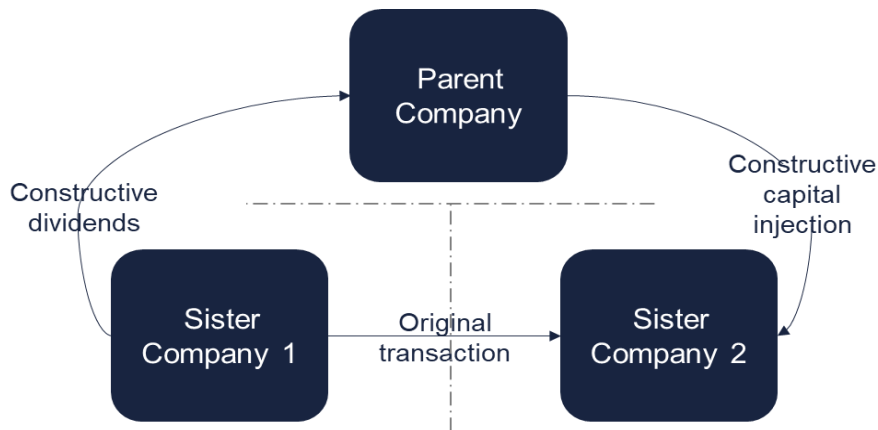 Parent
Company
Constructive
dividends
Constructive
capital
injection
Sister
Company 1
Original
transaction
Sister
Company 2